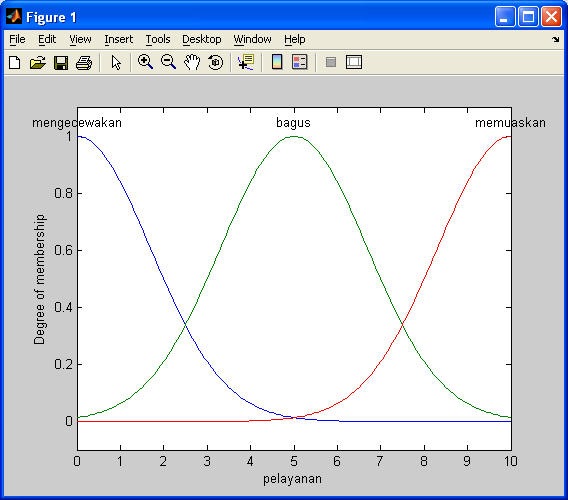 Figure 1
File Edit View Insert Tools Desktop Window Help
mengecewakan bagus memuaskan
1
0.8
0.6
0.4
0.2
0
Degree of membership
0 1 2 3 4 5 6 7 8 9 10
pelayanan